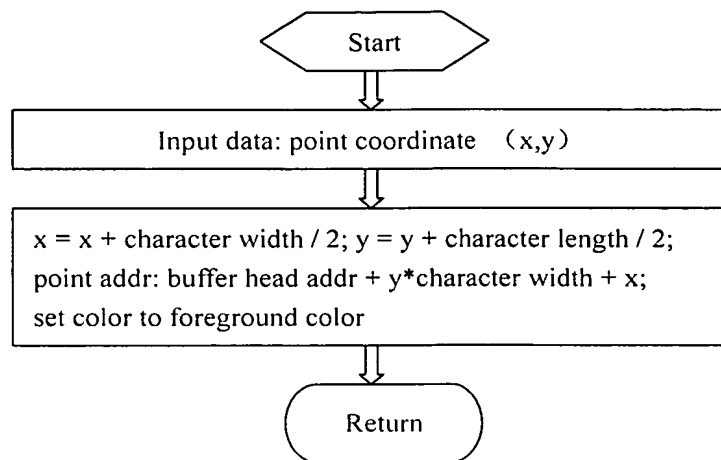 Start
Input data: point coordinate （x,y）
x = x + character width / 2; y = y + character length / 2;
point addr: buffer head addr + y*character width + x;
set color to foreground color
Return